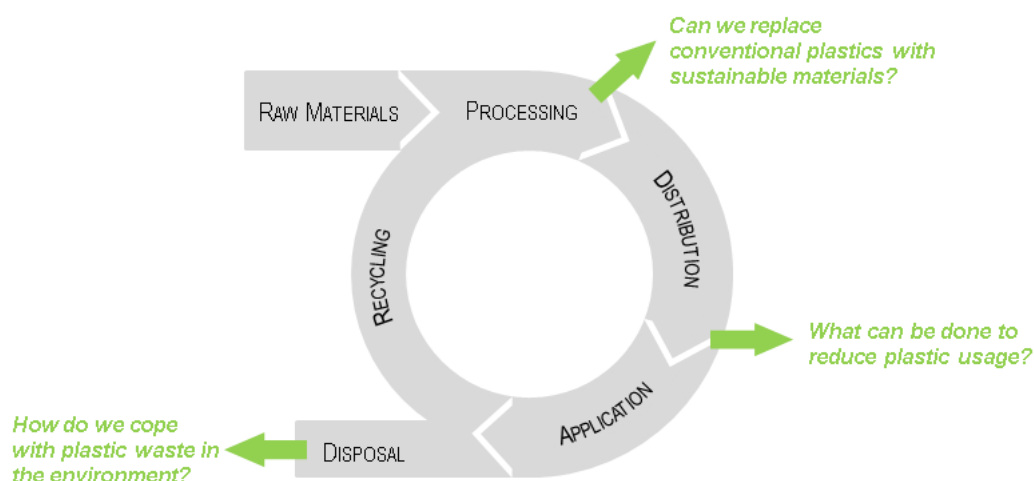 Can we replace
conventional plastics with
sustainable materials?
RAW MATERIALS
PROCESSING
DISTRIBUTION
RECYCLING
What can be done to
reduce plastic usage?
APPLICATION
How do we cope
with plastic waste in
the environment?
DISPOSAL